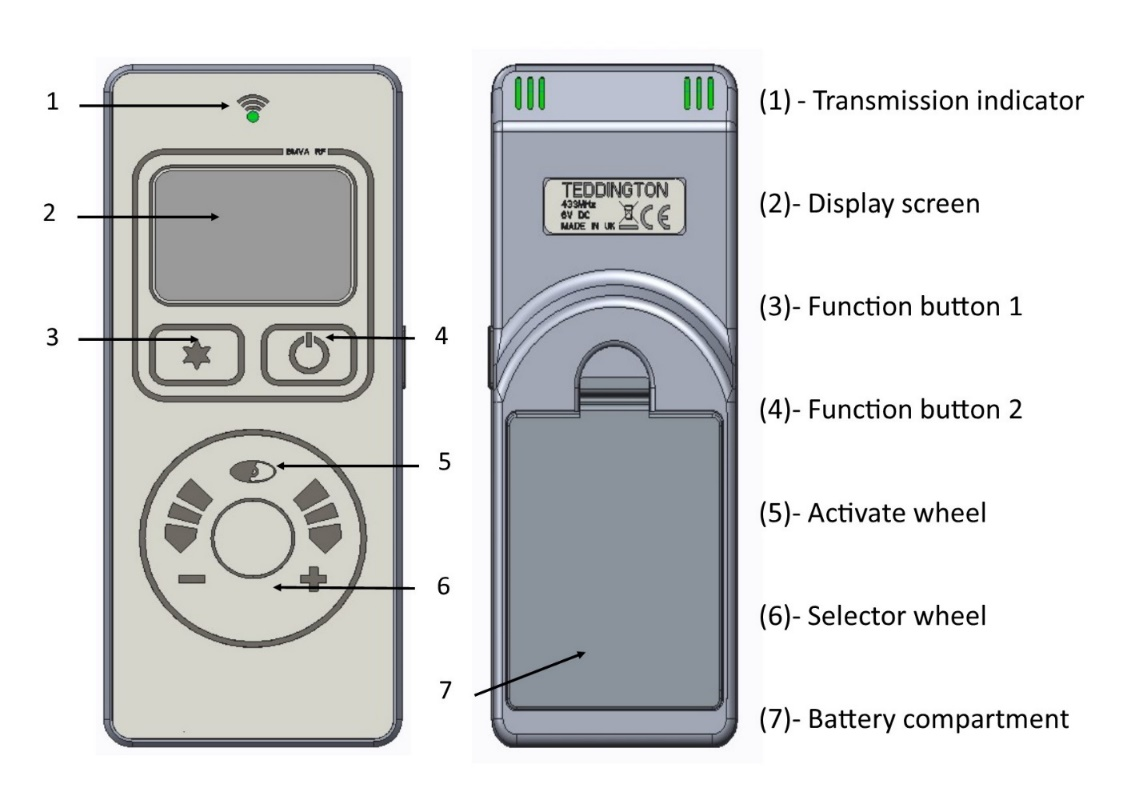 1
2
3
4
5
6
7
BMVA RF
TEDDINGTON
433MHz
6V DC
MADE IN UK
CE
(1) - Transmission indicator
(2)- Display screen
(3)- Function button 1
(4)- Function button 2
(5)- Activate wheel
(6)- Selector wheel
(7)- Battery compartment